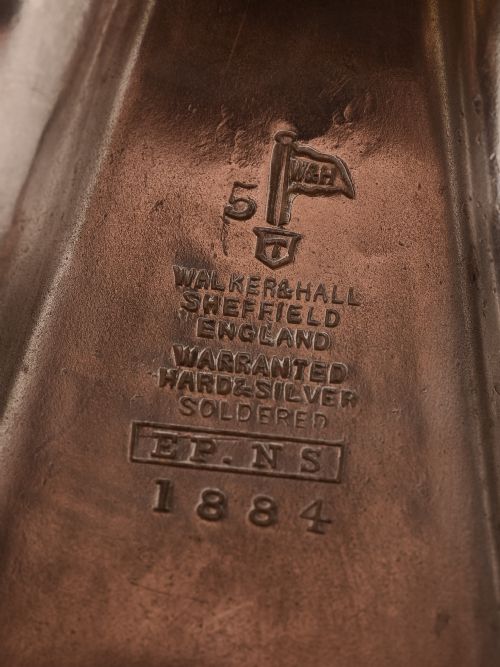 W&H
5
T
WALKER&HALL
SHEFFIELD
ENGLAND
WARRANTED
HARD&SILVER
SOLDERED
EP.NS
1884